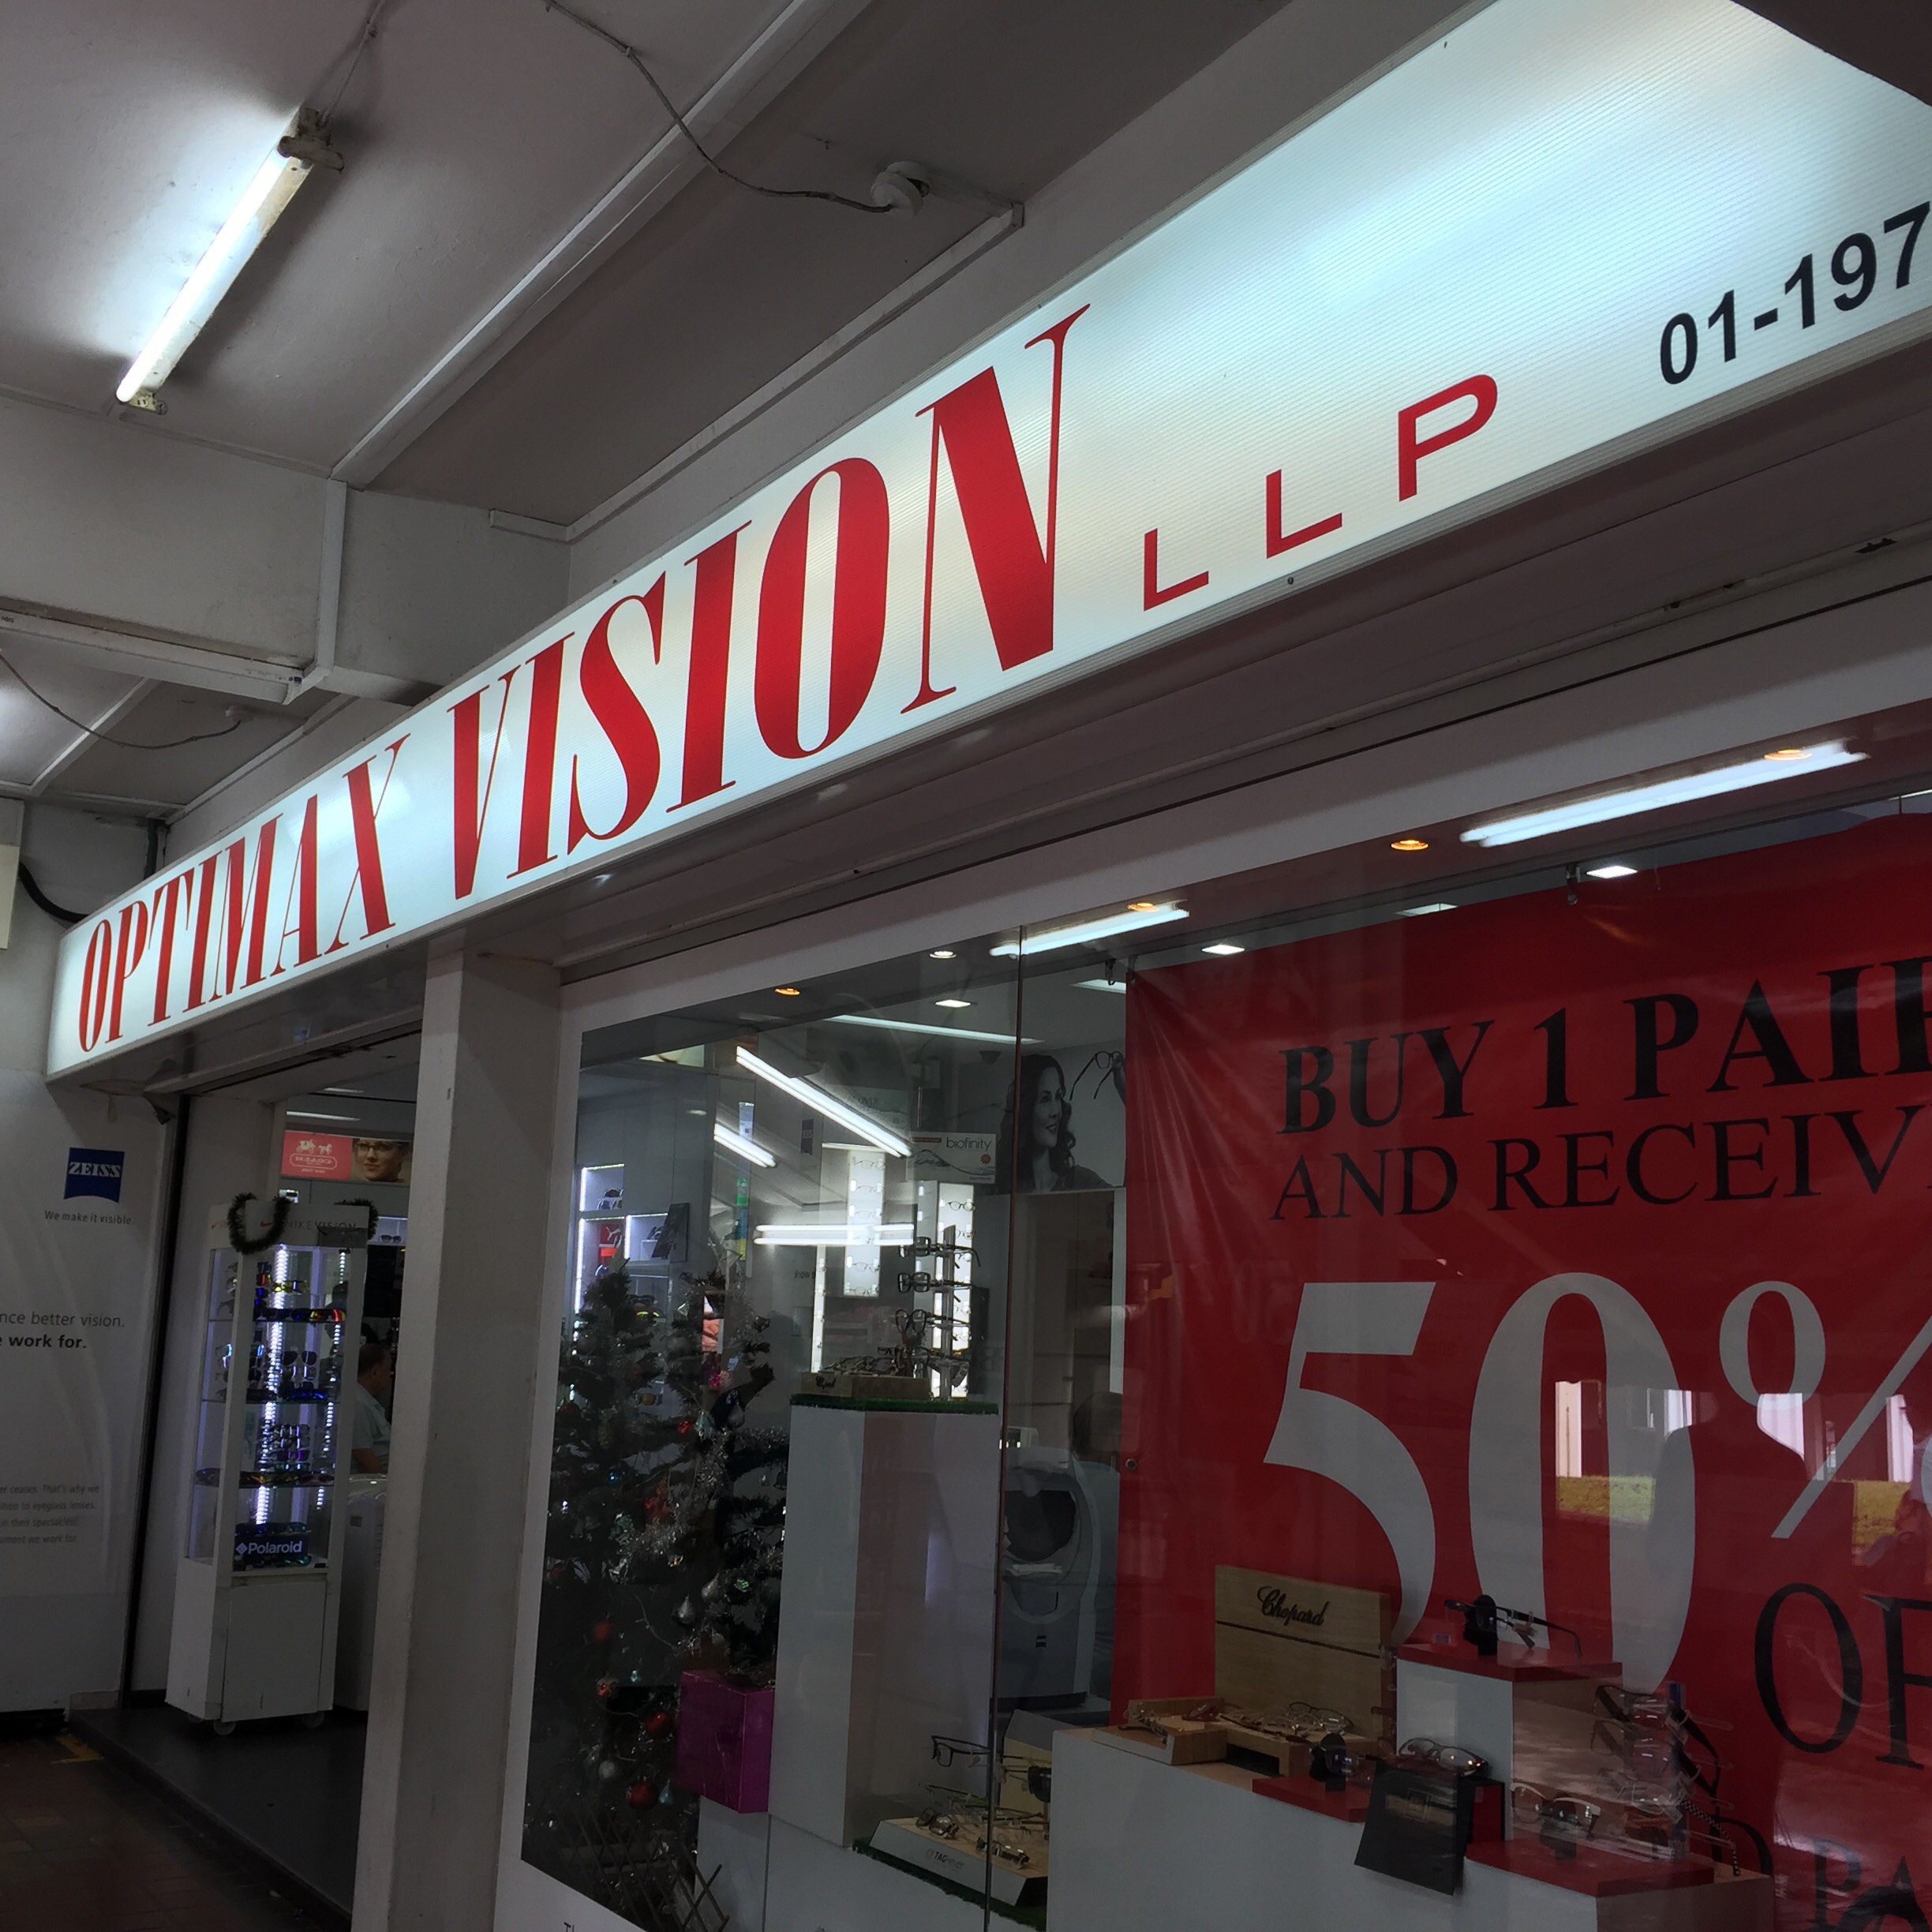 OPTIMAX VISION LLP
01-197
ZEISS
We make it visible.
nce better vision.
work for.
Polaroid
biofinity
BUY 1 PAI
AND RECEIV
50%
OF
Chopard
TAG